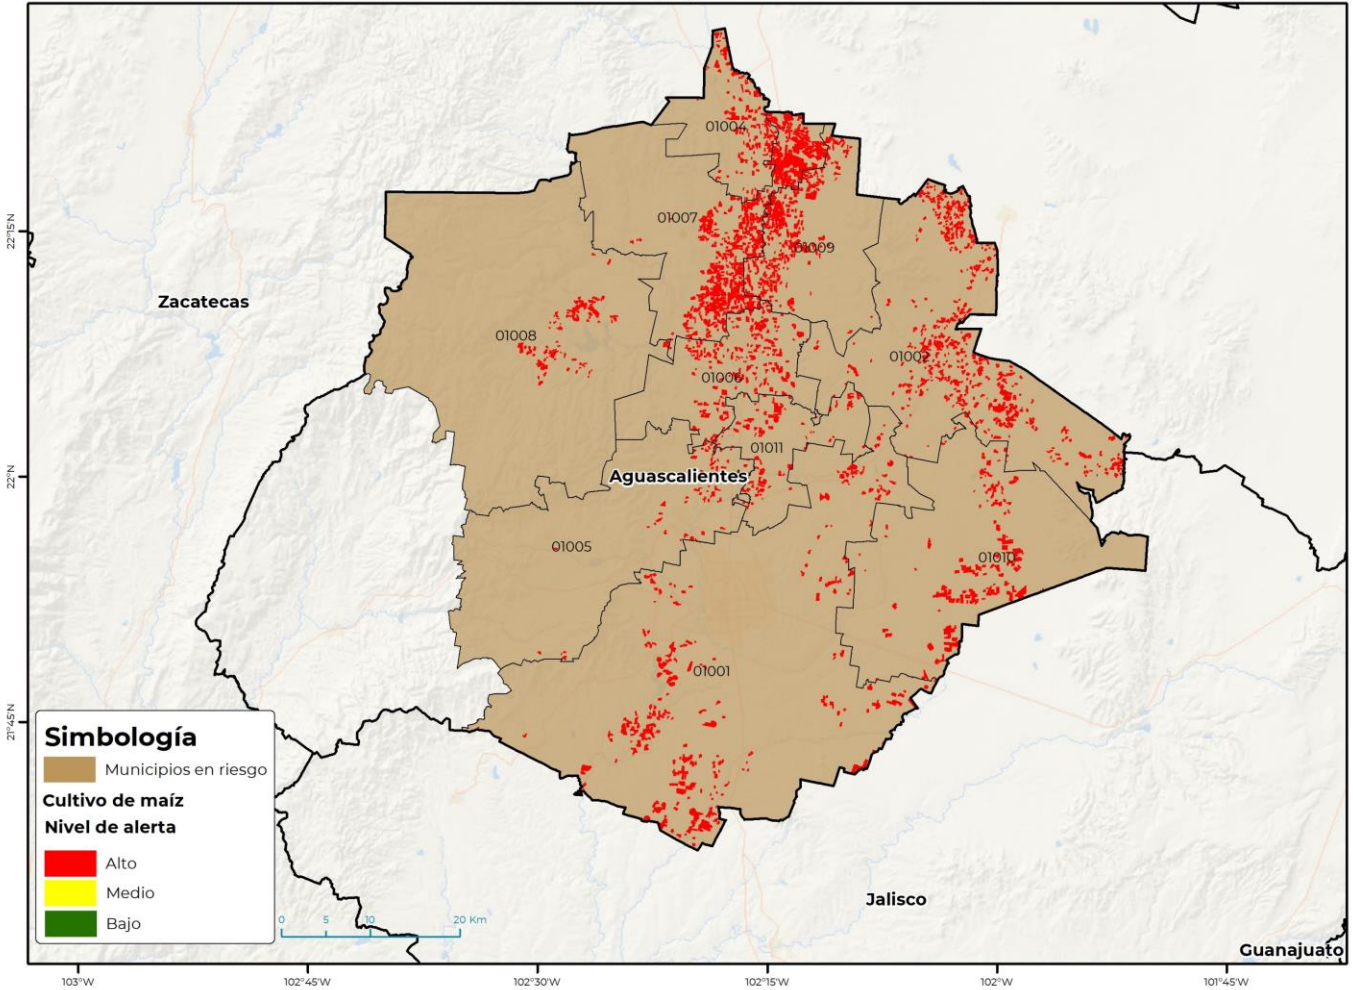 01004
01007
01009
22°15'N
Zacatecas
01008
01002
01006
01011
22°N
Aguascalientes
01005
01010
01001
21°45'N
Simbología
Municipios en riesgo
Cultivo de maíz
Nivel de alerta
Alto
Medio
Bajo
0 5 10 20 Km
Jalisco
Guanajuato
103°W 102°45'W 102°30'W 102°15'W 102°W 101°45'W